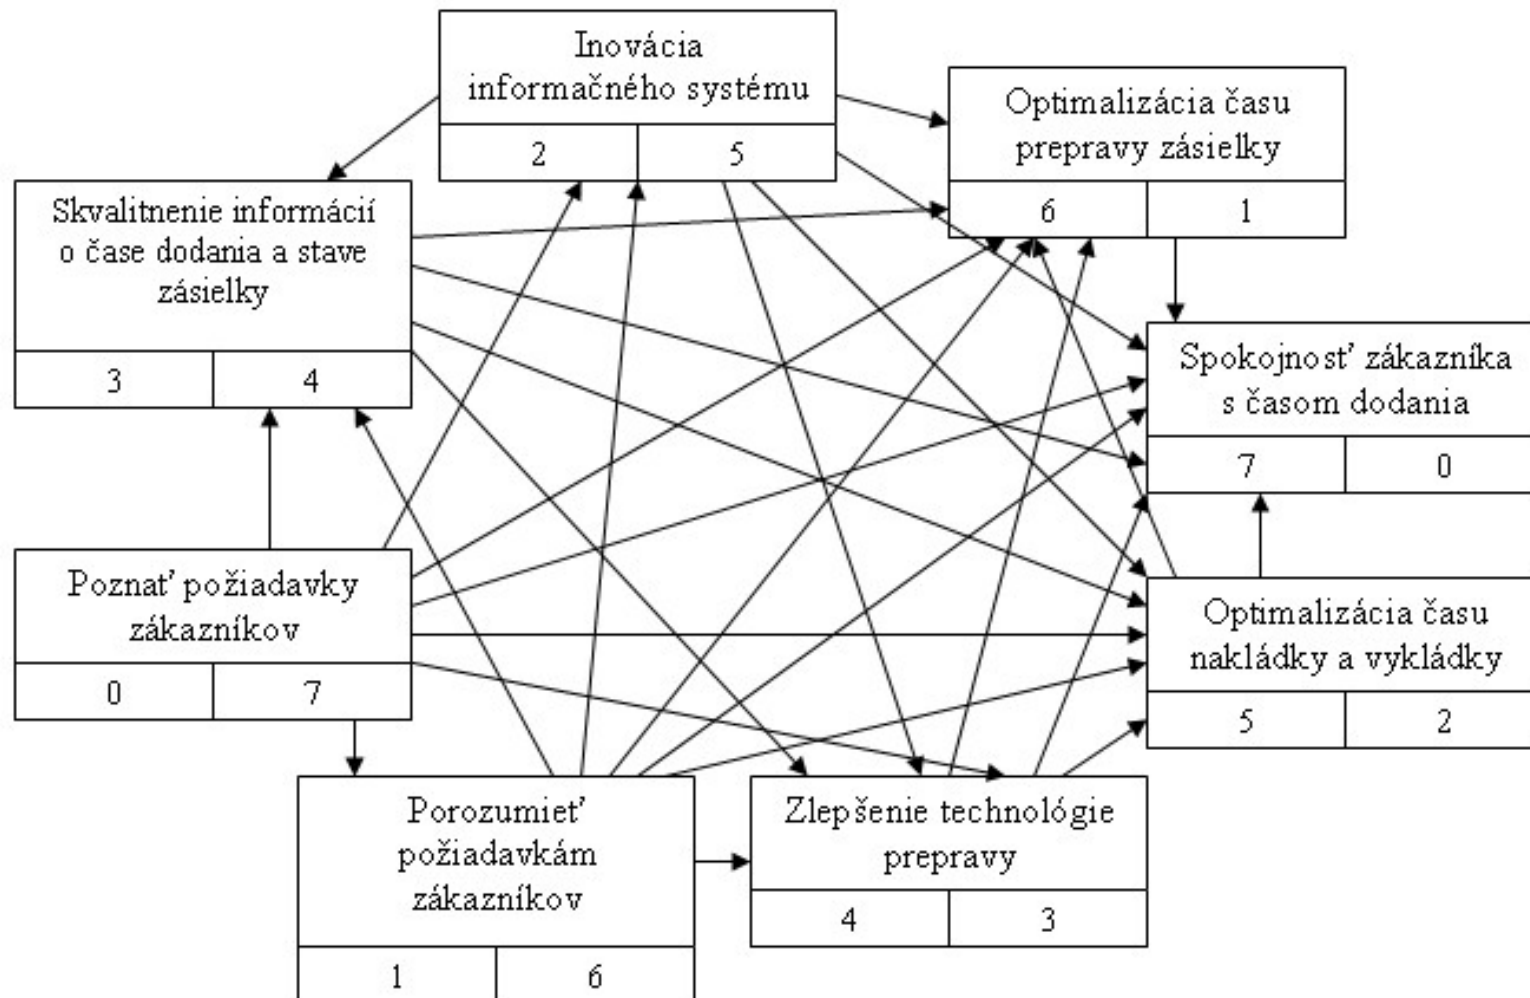 Inovácia
informačného systému
2 5
Optimalizácia času
prepravy zásielky
6 1
Skvalitnenie informácií
o čase dodania a stave
zásielky
3 4
Spokojnosť zákazníka
s časom dodania
7 0
Poznať požiadavky
zákazníkov
0 7
Optimalizácia času
nakládky a vykládky
5 2
Porozumieť
požiadavkám
zákazníkov
1 6
Zlepšenie technológie
prepravy
4 3